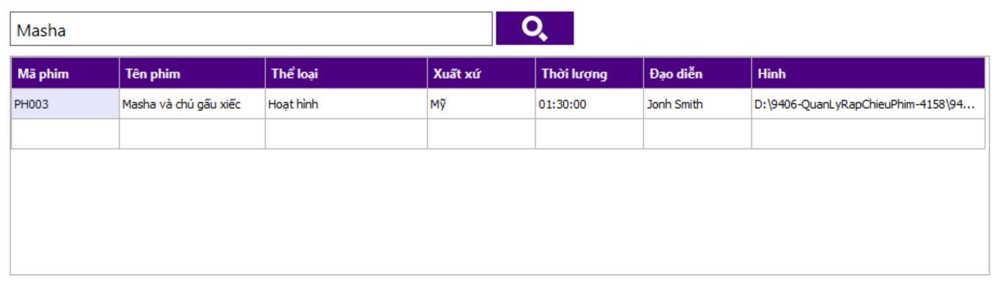 Masha
Mã phim Tên phim Thể loại Xuất xứ Thời lượng Đạo diễn Hình
PH003 Masha và chú gấu xiếc Hoạt hình Mỹ 01:30:00 Jonh Smith D:\9406-QuanLyRapChieuPhim-4158\94...